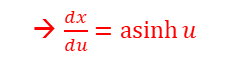 → dx/du = asinh u